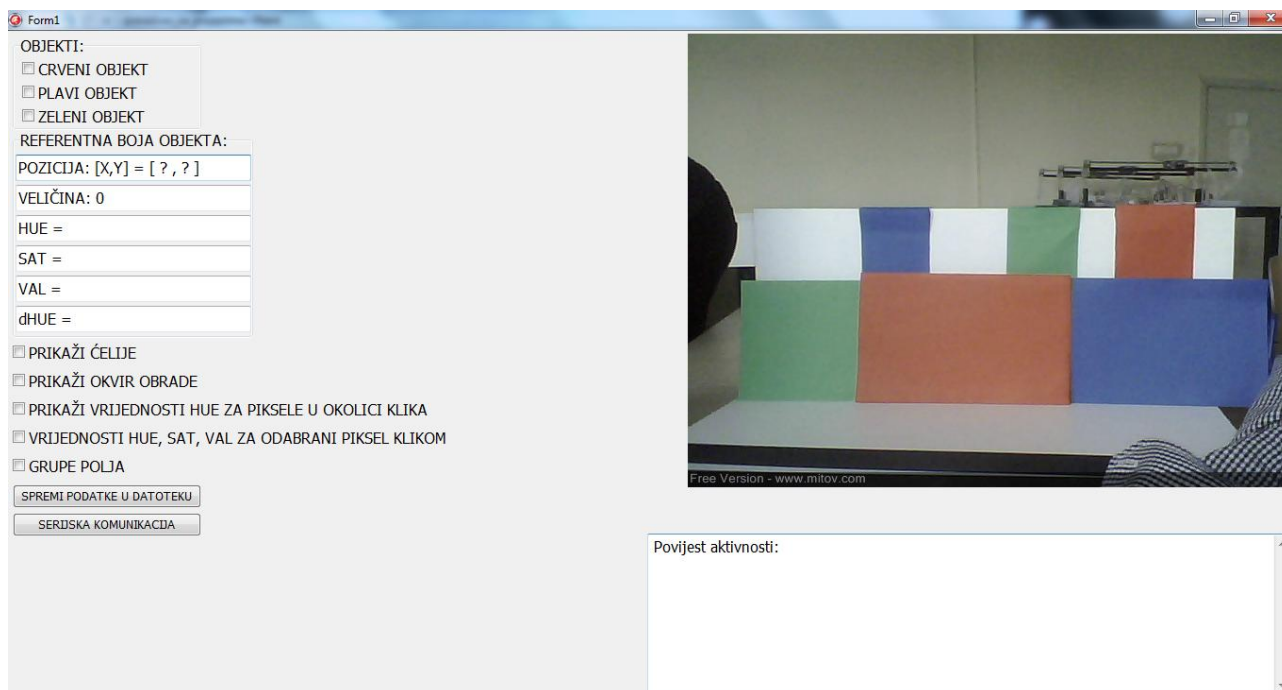 Form1
OBJEKTI:
CRVENI OBJEKT
PLAVI OBJEKT
ZELENI OBJEKT
REFERENTNA BOJA OBJEKTA:
POZICIJA: [X,Y] = [ ? , ? ]
VELIČINA: 0
HUE =
SAT =
VAL =
dHUE =
PRIKAŽI ĆELIJE
PRIKAŽI OKVIR OBRADE
PRIKAŽI VRIJEDNOSTI HUE ZA PIKSELE U OKOLICI KLIKA
VRIJEDNOSTI HUE, SAT, VAL ZA ODABRANI PIKSEL KLIKOM
GRUPE POLJA
SPREMI PODATKE U DATOTEKU
SERIJSKA KOMUNIKACIJA
Free Version - www.mitov.com
Povijest aktivnosti: